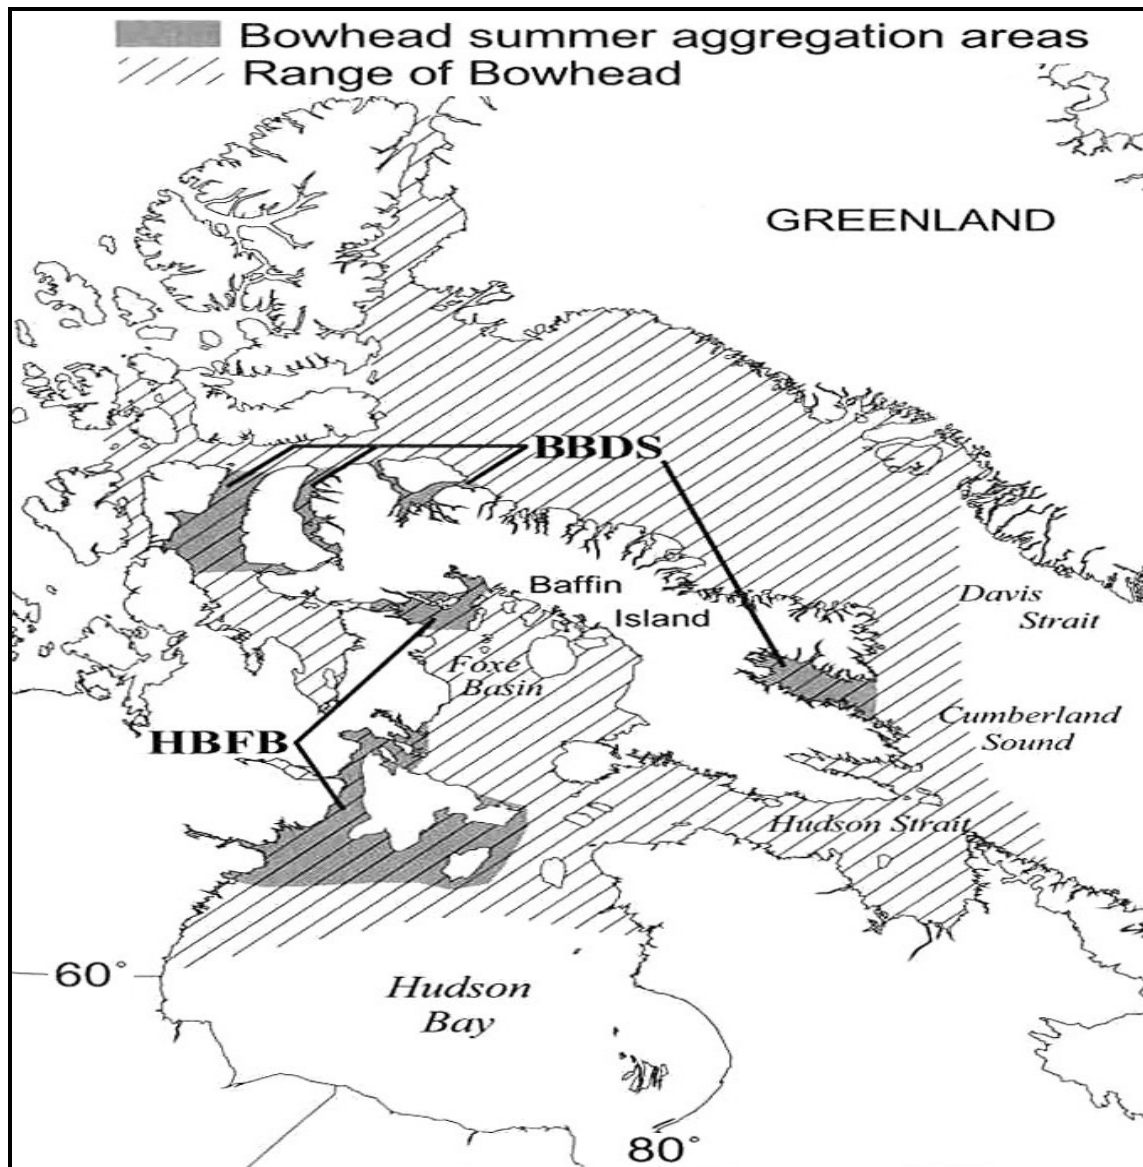 Bowhead summer aggregation areas
Range of Bowhead
GREENLAND
BBDS
Baffin
Island
Davis
Strait
Foxe
Basin
Cumberland
Sound
HBFB
Hudson Strait
60°
Hudson
Bay
80°